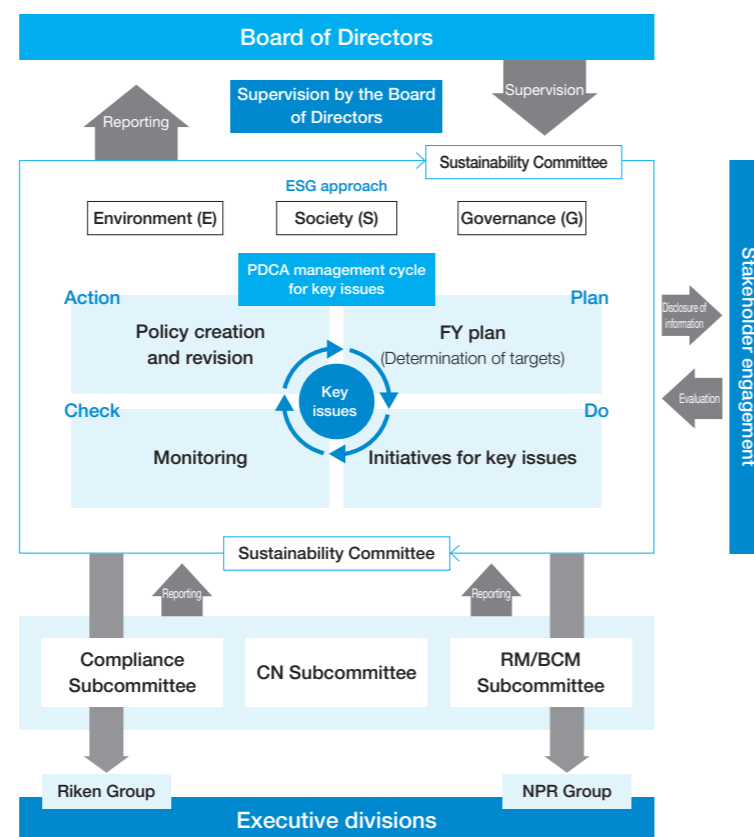 Board of Directors
Reporting
Supervision by the Board
of Directors
Supervision
Sustainability Committee
ESG approach
Environment (E)
Society (S)
Governance (G)
PDCA management cycle
for key issues
Action
Plan
Policy creation
and revision
FY plan
(Determination of targets)
Key
issues
Check
Do
Monitoring
Initiatives for key issues
Disclosure of
information
Evaluation
Stakeholder engagement
Sustainability Committee
Reporting
Reporting
Compliance
Subcommittee
CN Subcommittee
RM/BCM
Subcommittee
Riken Group
NPR Group
Executive divisions